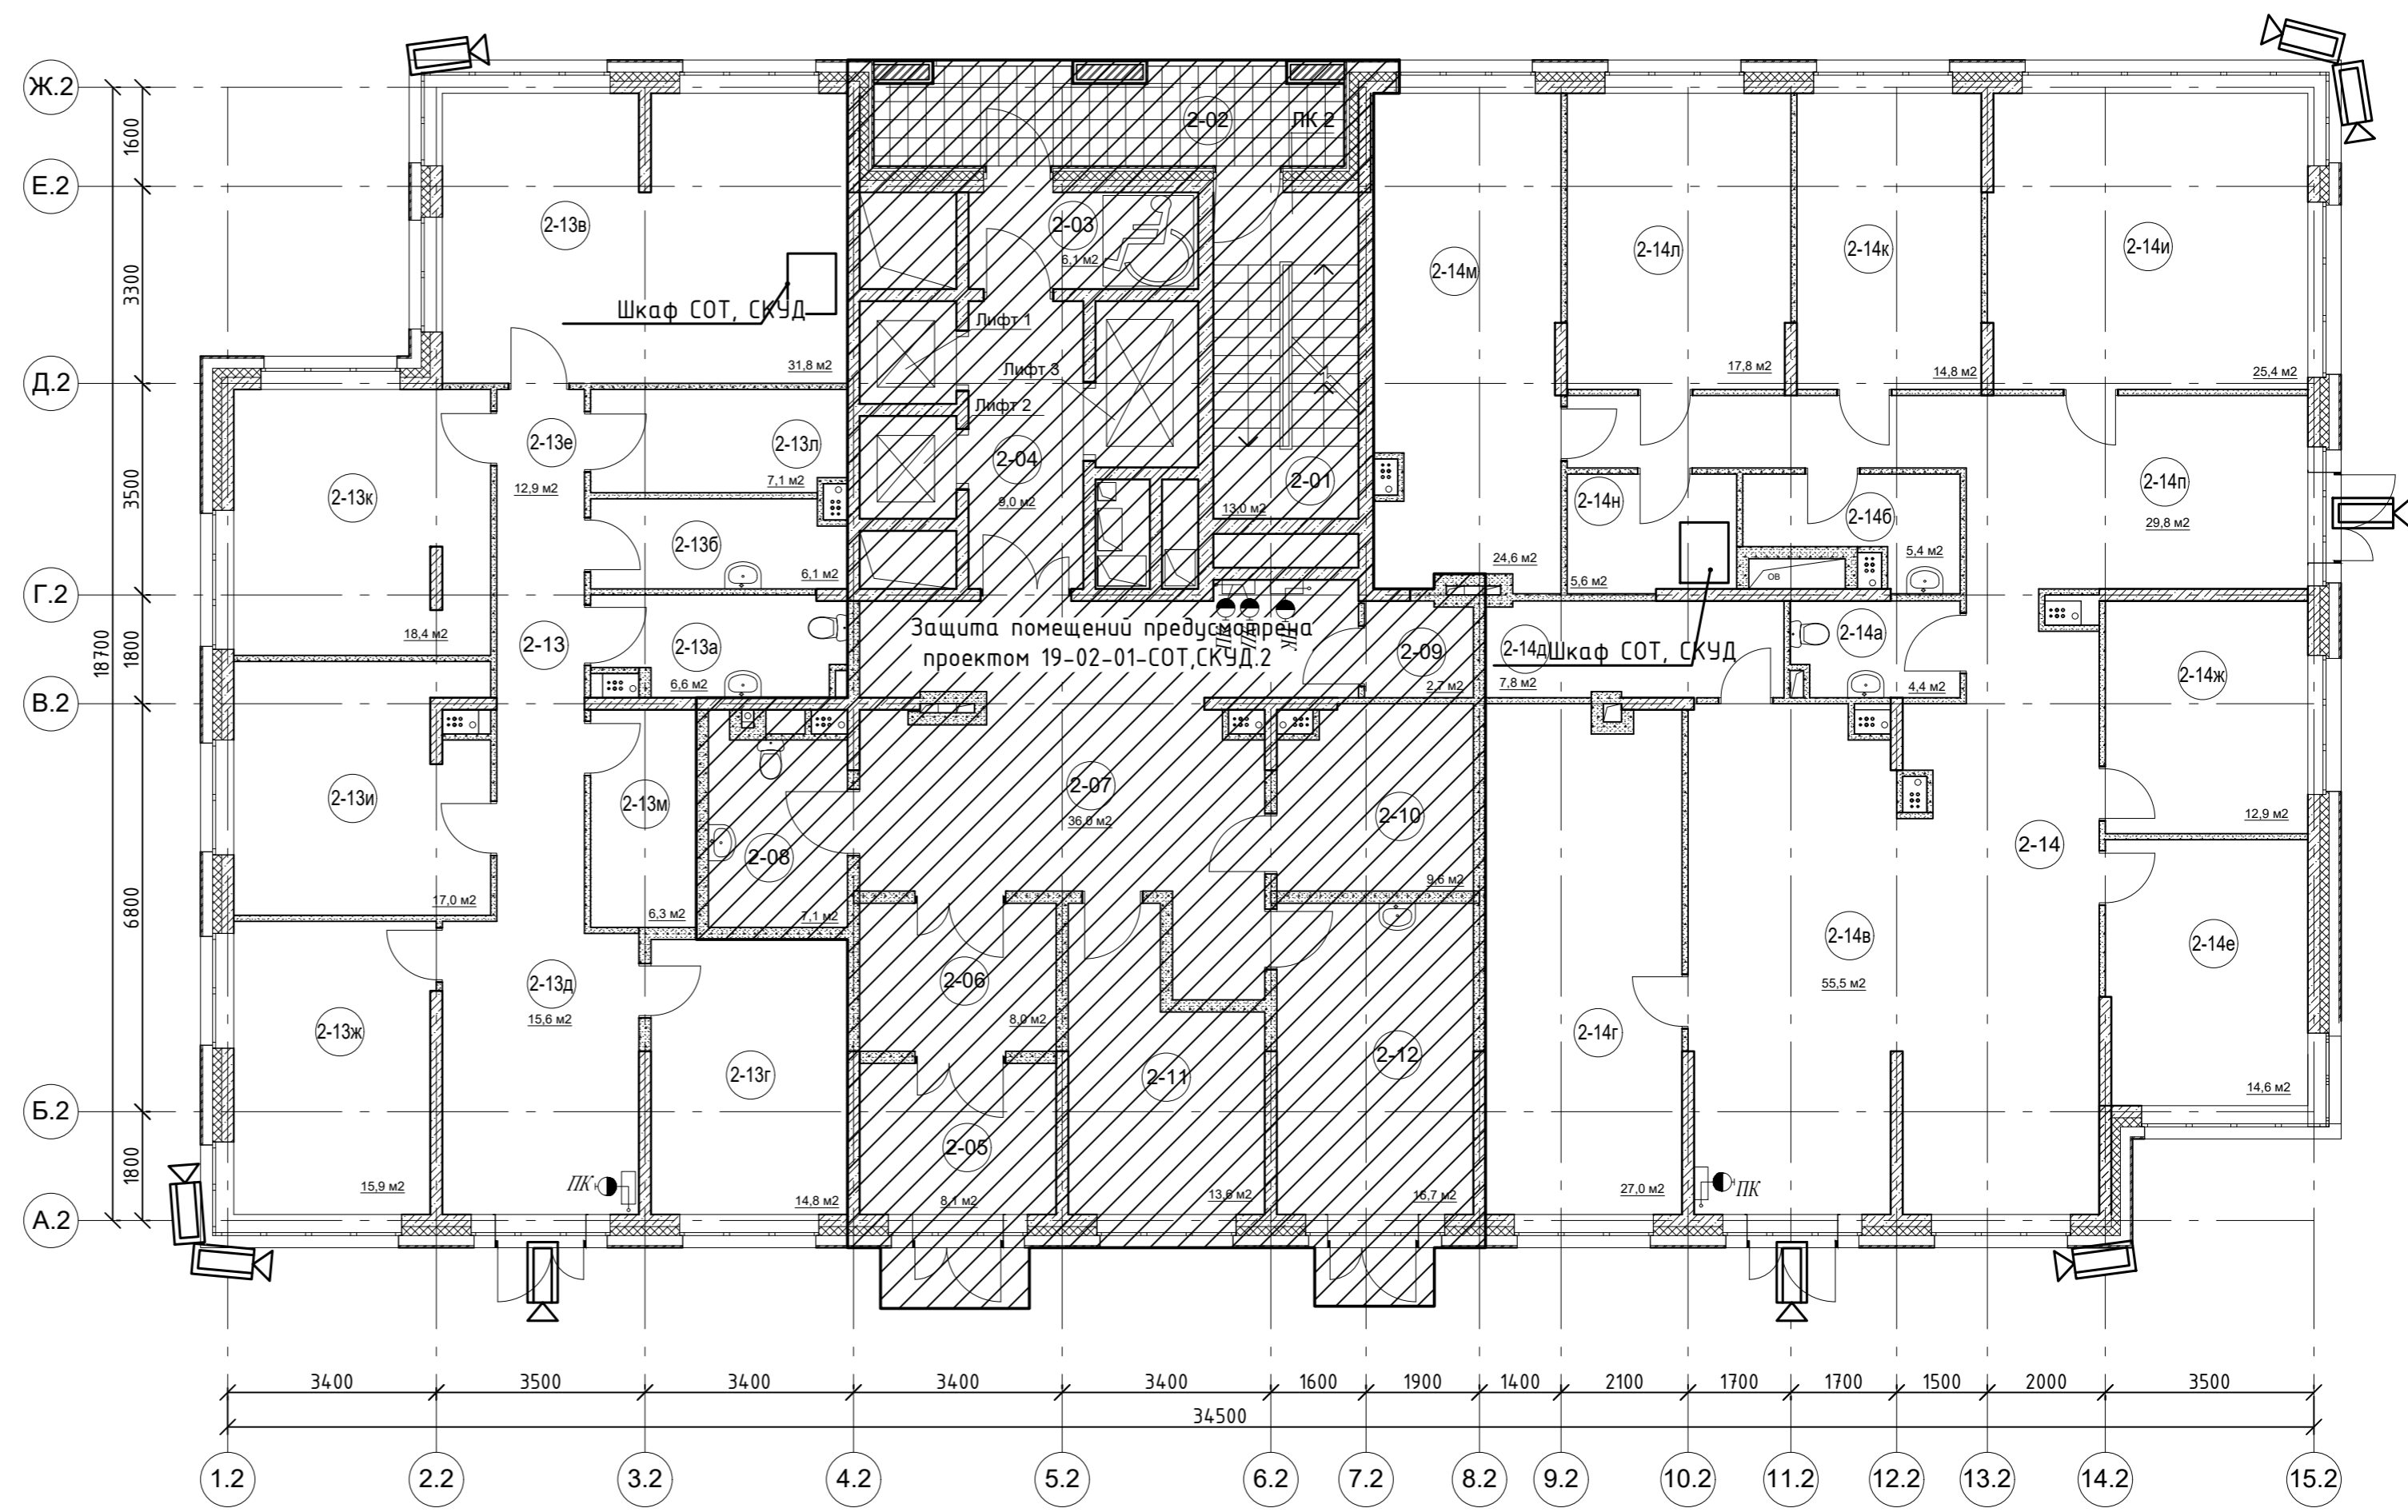 Ж.2
Е.2
Д.2
Г.2
В.2
Б.2
А.2
1600
3300
3500
1800
6800
1800
18700
2-13в
31,8 м2
Шкаф СОТ, СКУД
2-02
ПК 2
2-03
6,1 м2
Лифт 1
Лифт 3
Лифт 2
2-04
9,0 м2
2-01
13,0 м2
2-14м
24,6 м2
2-14л
17,8 м2
2-14к
14,8 м2
2-14и
25,4 м2
2-13к
18,4 м2
2-13е
12,9 м2
2-13л
7,1 м2
2-13б
6,1 м2
2-13
2-13а
6,6 м2
Защита помещений предусмотрена
проектом 19-02-01-СОТ,СКУД.2
ПК
ПК
ПК
2-09
2,7 м2
2-14н
5,6 м2
2-14б
5,4 м2
ОВ
2-14п
29,8 м2
2-14д
7,8 м2
Шкаф СОТ, СКУД
2-14а
4,4 м2
2-14ж
12,9 м2
2-13и
17,0 м2
2-13м
6,3 м2
2-08
7,1 м2
2-07
36,0 м2
2-10
9,6 м2
2-14
2-14в
55,5 м2
2-14е
14,6 м2
2-13ж
15,9 м2
2-13д
15,6 м2
ПК
2-13г
14,8 м2
2-06
8,0 м2
2-05
8,1 м2
2-11
13,6 м2
2-12
16,7 м2
2-14г
27,0 м2
ПК
3400
3500
3400
3400
3400
1600
1900
1400
2100
1700
1700
1500
2000
3500
34500
1.2
2.2
3.2
4.2
5.2
6.2
7.2
8.2
9.2
10.2
11.2
12.2
13.2
14.2
15.2